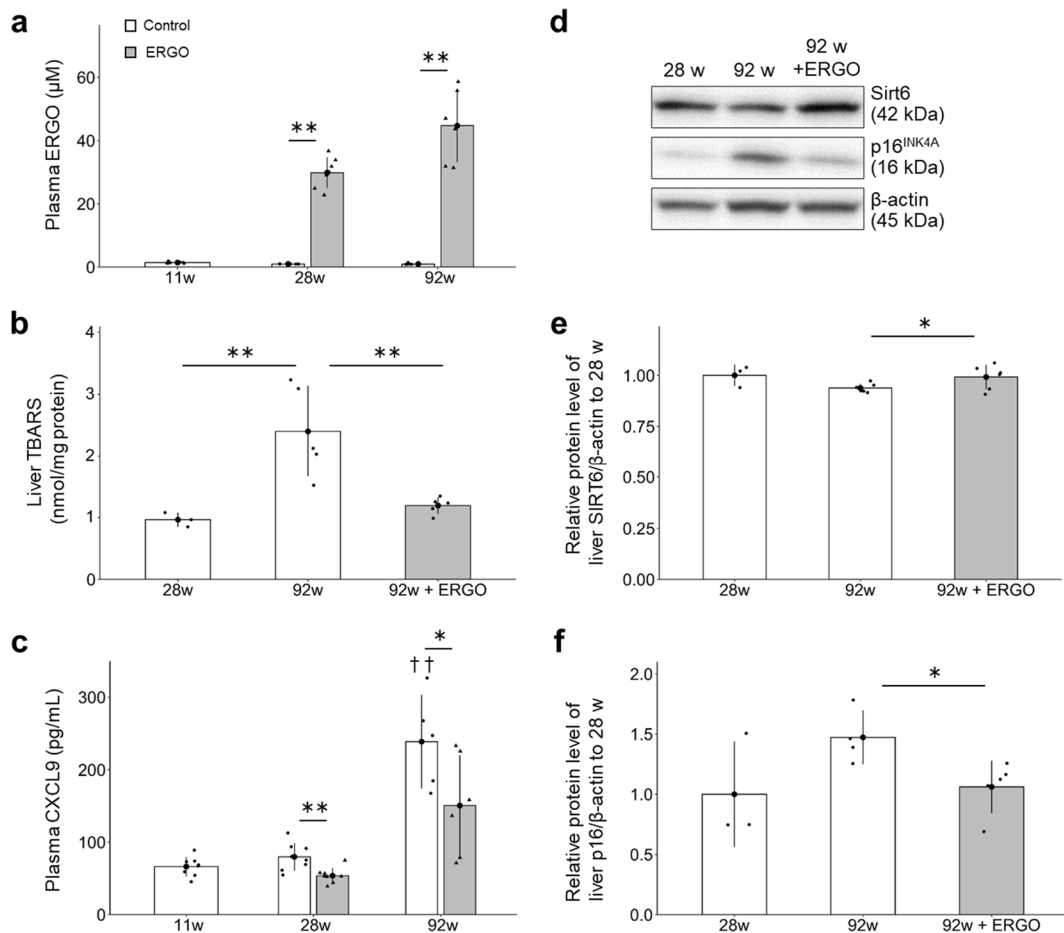 a
Control
ERGO
Plasma ERGO (µM)
60
40
20
0
**
**
11w
28w
92w
b
Liver TBARS
(nmol/mg protein)
4
3
2
1
0
**
**
28w
92w
92w + ERGO
c
Plasma CXCL9 (pg/mL)
300
200
100
0
**
††
*
11w
28w
92w
d
28 w
92 w
92 w
+ERGO
Sirt6
(42 kDa)
p16INK4A
(16 kDa)
β-actin
(45 kDa)
e
Relative protein level of
liver SIRT6/β-actin to 28 w
1.00
0.75
0.50
0.25
0.00
*
28w
92w
92w + ERGO
f
Relative protein level of
liver p16/β-actin to 28 w
2.0
1.5
1.0
0.5
0.0
*
28w
92w
92w + ERGO